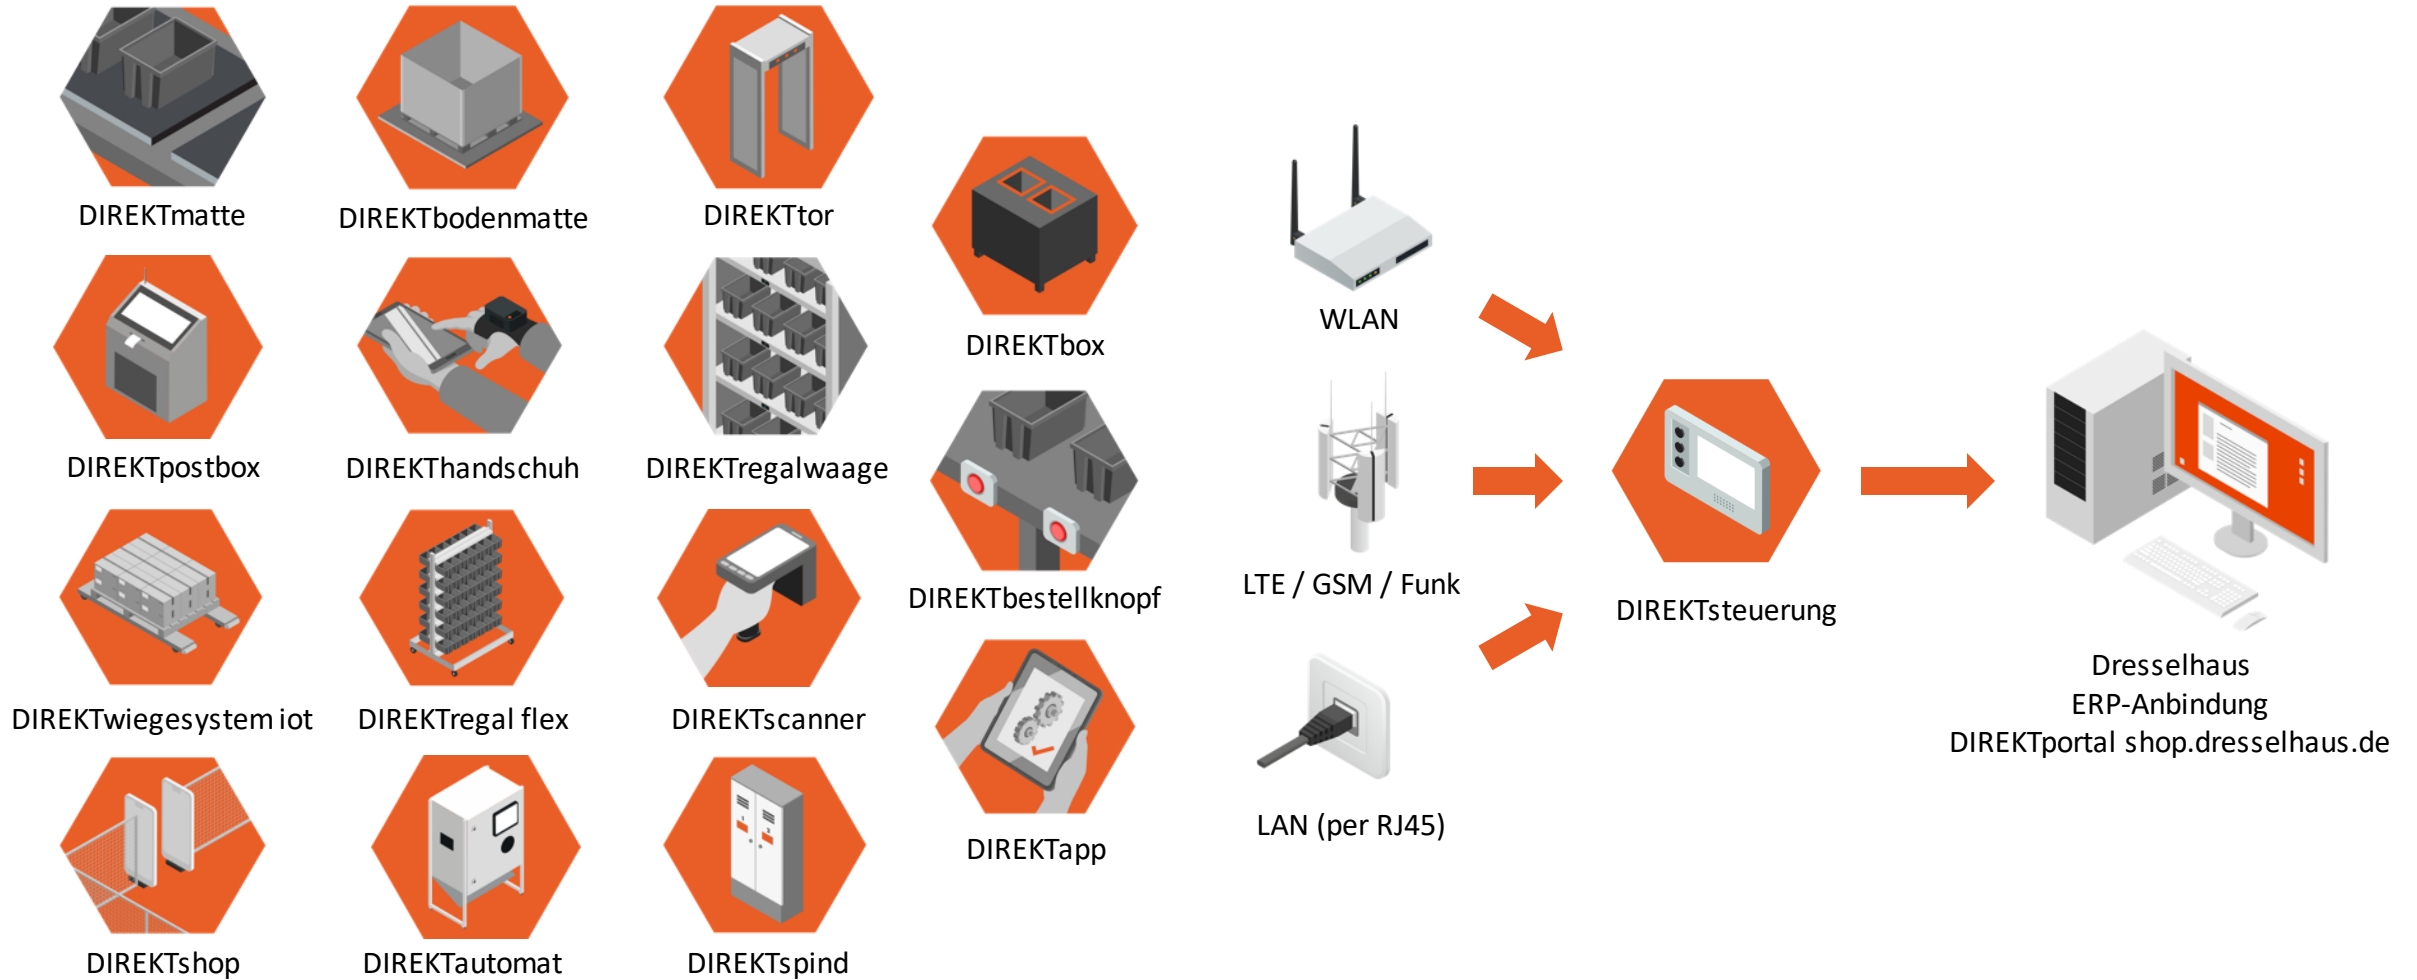 DIREKTmatte
DIREKTbodenmatte
DIREKTtor
DIREKTpostbox
DIREKThandschuh
DIREKTregalwaage
DIREKTwiegesystem iot
DIREKTregal flex
DIREKTscanner
DIREKTshop
DIREKTautomat
DIREKTspind
DIREKTbox
DIREKTbestellknopf
DIREKTapp
WLAN
LTE / GSM / Funk
LAN (per RJ45)
DIREKTsteuerung
Dresselhaus
ERP-Anbindung
DIREKTportal shop.dresselhaus.de